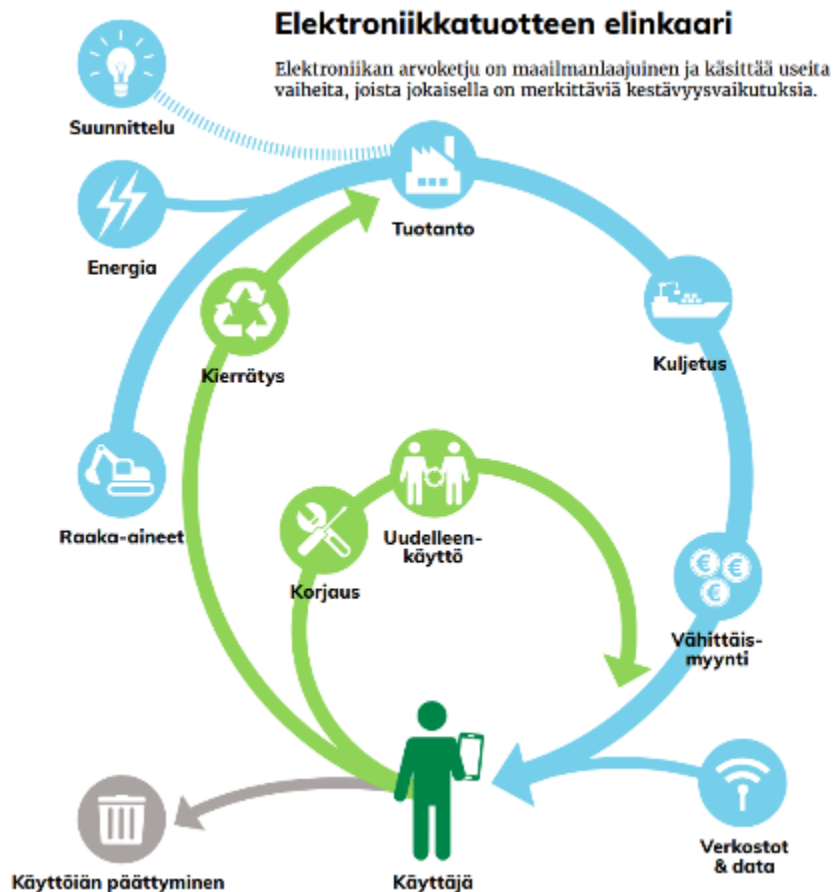 Elektroniikkatuotteen elinkaari
Elektroniikan arvoketju on maailmanlaajuinen ja käsittää useita
vaiheita, joista jokaisella on merkittäviä kestävyysvaikutuksia.
Suunnittelu
Tuotanto
Energia
Kuljetus
Kierrätys
Raaka-aineet
Uudelleen-
käyttö
Korjaus
Vähittäis-
myynti
Verkostot
& data
Käyttöiän päättyminen
Käyttäjä